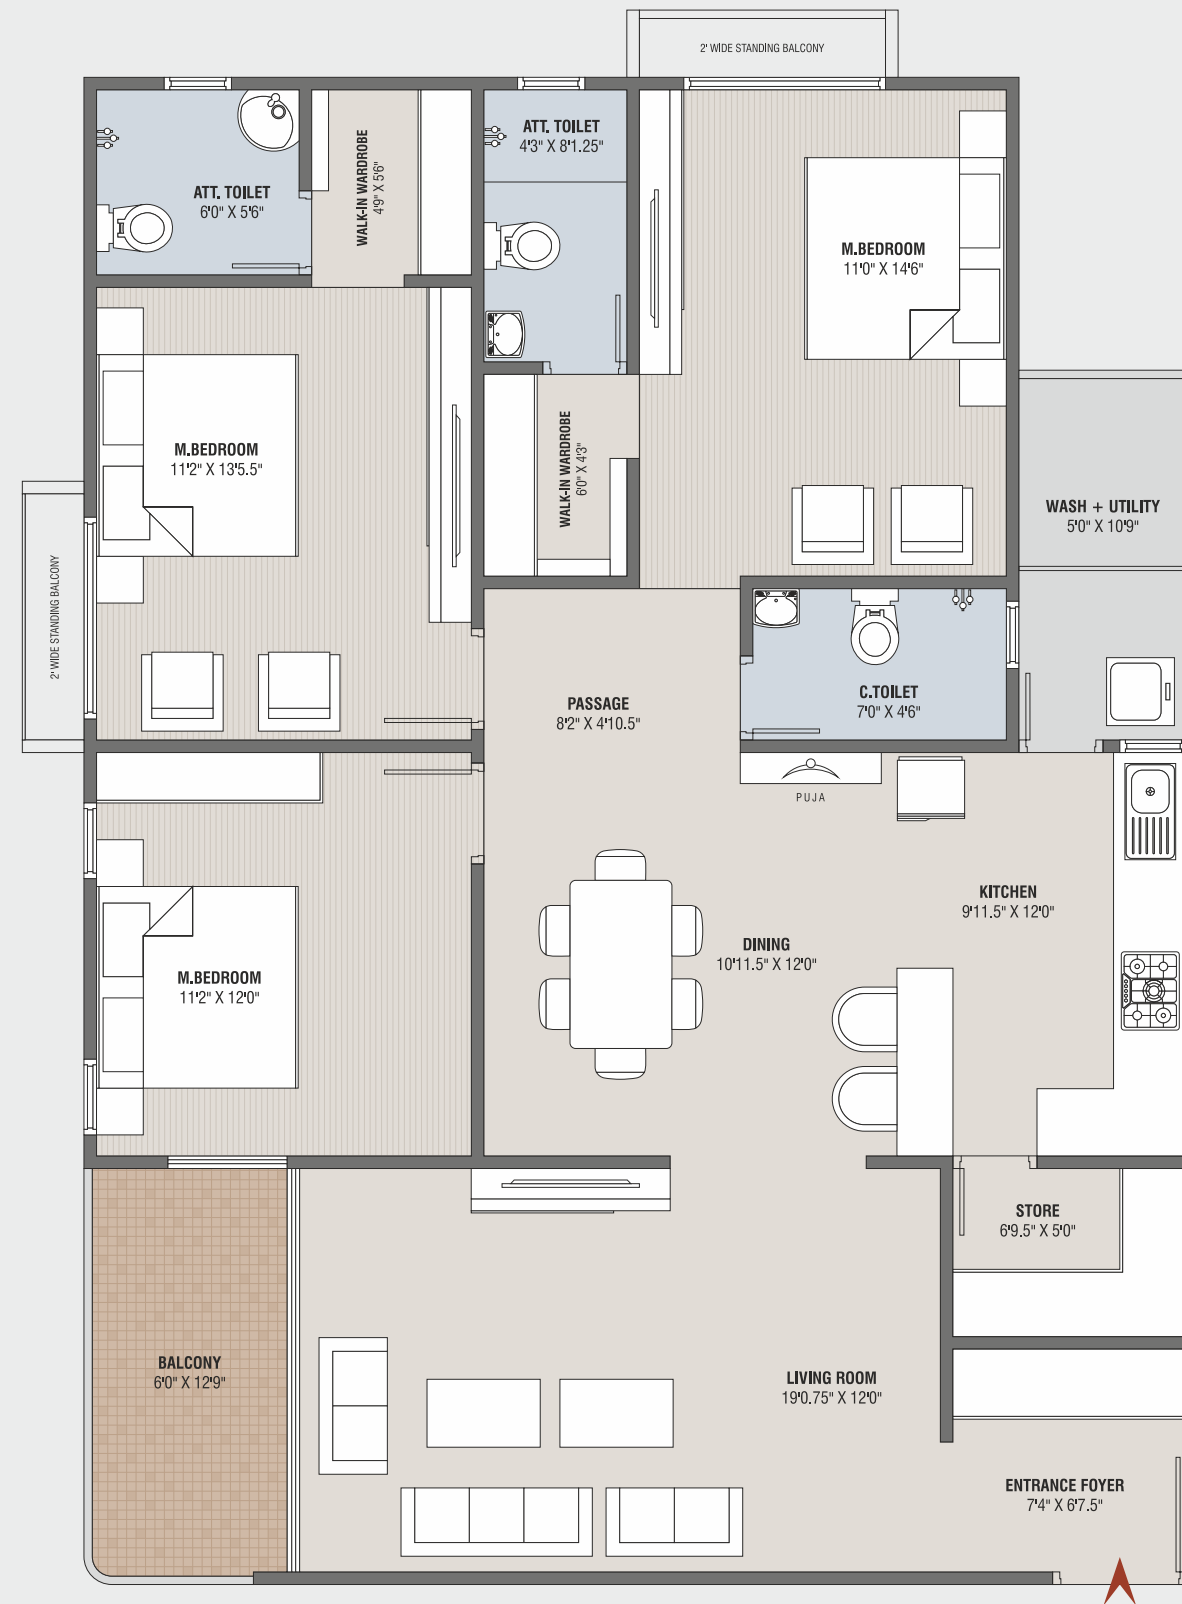 2' WIDE STANDING BALCONY
ATT. TOILET
4'3" X 8'1.25"
ATT. TOILET
6'0" X 5'6"
WALK-IN WARDROBE
4'9" X 5'6"
M.BEDROOM
11'0" X 14'6"
M.BEDROOM
11'2" X 13'5.5"
WALK-IN WARDROBE
6'0" X 4'3"
WASH + UTILITY
5'0" X 10'9"
2' WIDE STANDING BALCONY
PASSAGE
8'2" X 4'10.5"
C.TOILET
7'0" X 4'6"
PUJA
KITCHEN
9'11.5" X 12'0"
DINING
10'11.5" X 12'0"
M.BEDROOM
11'2" X 12'0"
STORE
6'9.5" X 5'0"
BALCONY
6'0" X 12'9"
LIVING ROOM
19'0.75" X 12'0"
ENTRANCE FOYER
7'4" X 6'7.5"